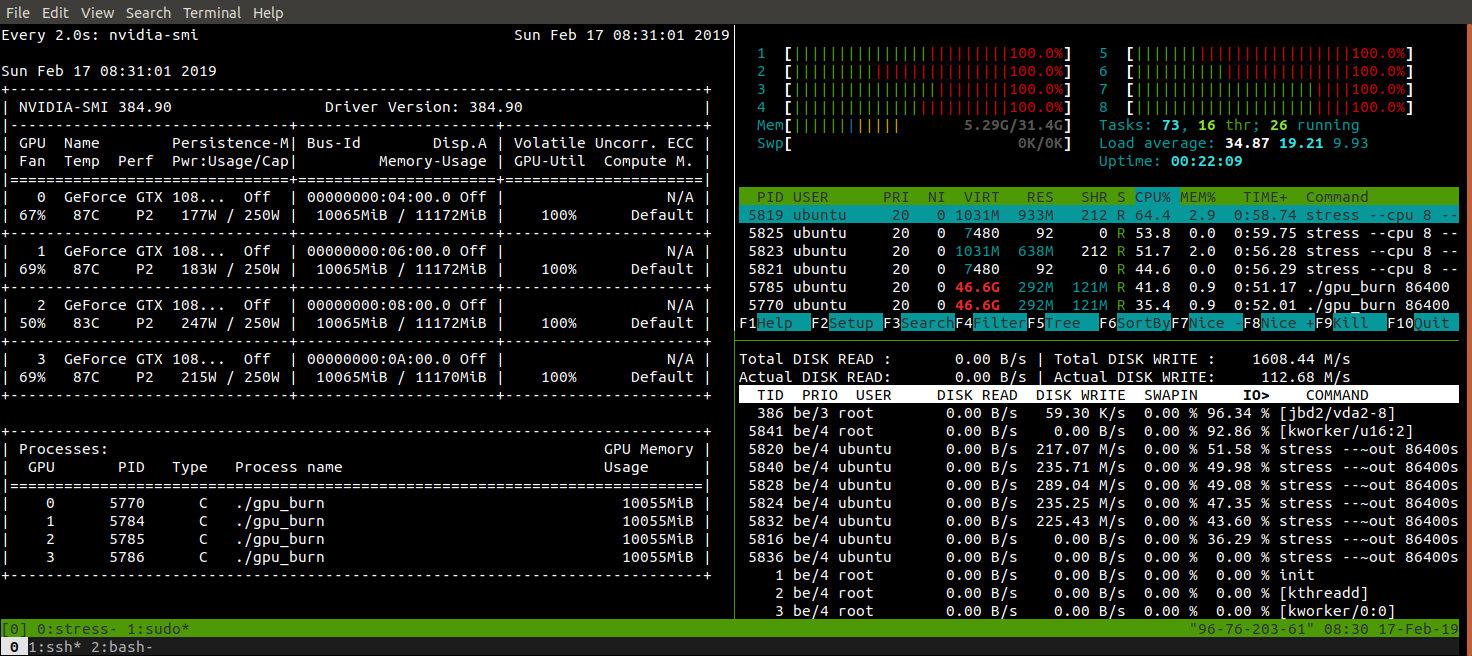 File Edit View Search Terminal Help
Every 2.0s: nvidia-smi Sun Feb 17 08:31:01 2019
Sun Feb 17 08:31:01 2019
+-----------------------------------------------------------------------------+
| NVIDIA-SMI 384.90 Driver Version: 384.90 |
|-------------------------------+----------------------+----------------------+
| GPU Name Persistence-M| Bus-Id Disp.A | Volatile Uncorr. ECC |
| Fan Temp Perf Pwr:Usage/Cap| Memory-Usage | GPU-Util Compute M. |
|===============================+======================+======================|
| 0 GeForce GTX 108... Off | 00000000:04:00.0 Off | N/A |
| 67% 87C P2 177W / 250W | 10065MiB / 11172MiB | 100% Default |
+-------------------------------+----------------------+----------------------+
| 1 GeForce GTX 108... Off | 00000000:06:00.0 Off | N/A |
| 69% 87C P2 183W / 250W | 10065MiB / 11172MiB | 100% Default |
+-------------------------------+----------------------+----------------------+
| 2 GeForce GTX 108... Off | 00000000:08:00.0 Off | N/A |
| 50% 83C P2 247W / 250W | 10065MiB / 11172MiB | 100% Default |
+-------------------------------+----------------------+----------------------+
| 3 GeForce GTX 108... Off | 00000000:0A:00.0 Off | N/A |
| 69% 87C P2 215W / 250W | 10065MiB / 11170MiB | 100% Default |
+-------------------------------+----------------------+----------------------+
+-----------------------------------------------------------------------------+
| Processes: GPU Memory |
| GPU PID Type Process name Usage |
|=============================================================================|
| 0 5770 C ./gpu_burn 10055MiB |
| 1 5784 C ./gpu_burn 10055MiB |
| 2 5785 C ./gpu_burn 10055MiB |
| 3 5786 C ./gpu_burn 10055MiB |
+-----------------------------------------------------------------------------+
1 [||||||||||||||||||||||||100.0%] 5 [||||||||||||||||||||||||100.0%]
2 [||||||||||||||||||||||||100.0%] 6 [||||||||||||||||||||||||100.0%]
3 [||||||||||||||||||||||||100.0%] 7 [||||||||||||||||||||||||100.0%]
4 [||||||||||||||||||||||||100.0%] 8 [||||||||||||||||||||||||100.0%]
Mem[|||||||||||| 5.29G/31.4G] Tasks: 73, 16 thr; 26 running
Swp[ 0K/0K] Load average: 34.87 19.21 9.93
Uptime: 00:22:09
PID USER PRI NI VIRT RES SHR S CPU% MEM% TIME+ Command
5819 ubuntu 20 0 1031M 933M 212 R 64.4 2.9 0:58.74 stress --cpu 8 --
5825 ubuntu 20 0 7480 92 0 R 53.8 0.0 0:59.75 stress --cpu 8 --
5823 ubuntu 20 0 1031M 638M 212 R 51.7 2.0 0:56.28 stress --cpu 8 --
5821 ubuntu 20 0 7480 92 0 R 44.6 0.0 0:56.29 stress --cpu 8 --
5785 ubuntu 20 0 46.6G 292M 121M R 41.8 0.9 0:51.17 ./gpu_burn 86400
5770 ubuntu 20 0 46.6G 292M 121M R 35.4 0.9 0:52.01 ./gpu_burn 86400
F1Help F2Setup F3SearchF4FilterF5Tree F6SortByF7Nice -F8Nice +F9Kill F10Quit
Total DISK READ : 0.00 B/s | Total DISK WRITE : 1608.44 M/s
Actual DISK READ: 0.00 B/s | Actual DISK WRITE: 112.68 M/s
TID PRIO USER DISK READ DISK WRITE SWAPIN IO> COMMAND
386 be/3 root 0.00 B/s 59.30 K/s 0.00 % 96.34 % [jbd2/vda2-8]
5841 be/4 root 0.00 B/s 0.00 B/s 0.00 % 92.86 % [kworker/u16:2]
5820 be/4 ubuntu 0.00 B/s 217.07 M/s 0.00 % 51.58 % stress --~out 86400s
5840 be/4 ubuntu 0.00 B/s 235.71 M/s 0.00 % 49.98 % stress --~out 86400s
5828 be/4 ubuntu 0.00 B/s 289.04 M/s 0.00 % 49.08 % stress --~out 86400s
5824 be/4 ubuntu 0.00 B/s 235.25 M/s 0.00 % 47.35 % stress --~out 86400s
5832 be/4 ubuntu 0.00 B/s 225.43 M/s 0.00 % 43.60 % stress --~out 86400s
5816 be/4 ubuntu 0.00 B/s 0.00 B/s 0.00 % 36.29 % stress --~out 86400s
5836 be/4 ubuntu 0.00 B/s 0.00 B/s 0.00 % 0.00 % stress --~out 86400s
1 be/4 root 0.00 B/s 0.00 B/s 0.00 % 0.00 % init
2 be/4 root 0.00 B/s 0.00 B/s 0.00 % 0.00 % [kthreadd]
3 be/4 root 0.00 B/s 0.00 B/s 0.00 % 0.00 % [kworker/0:0]
[0] 0:stress- 1:sudo* "96-76-203-61" 08:30 17-Feb-19
0 1:ssh* 2:bash-